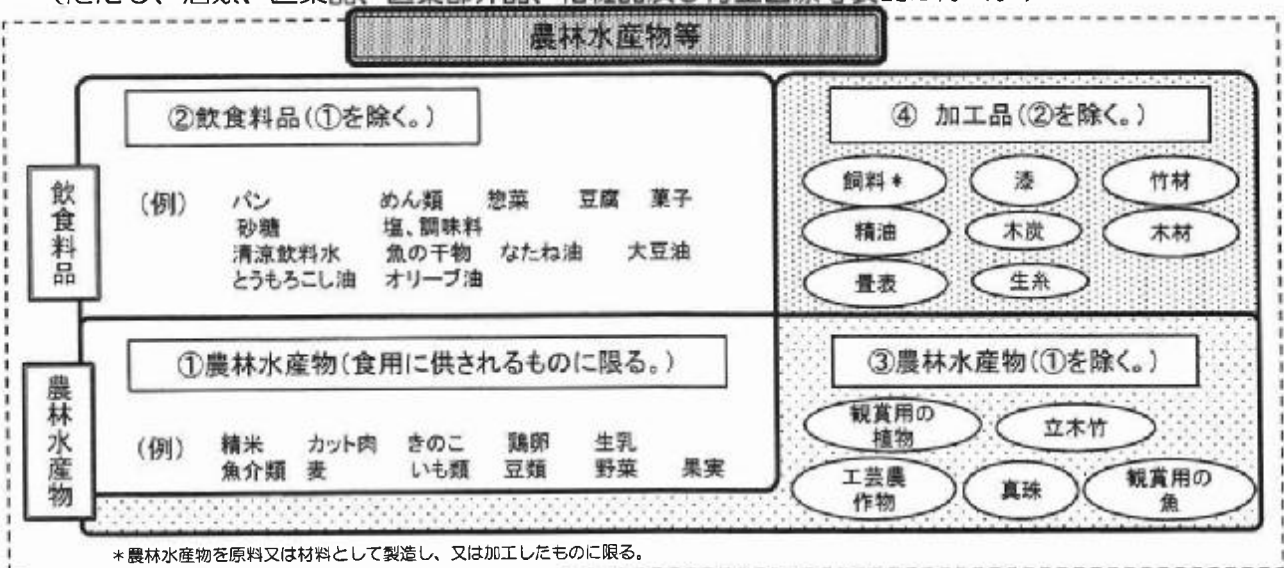 農林水産物等
②飲食料品(①を除く。)
飲食料品
(例) パン めん類 惣菜 豆腐 菓子
砂糖 塩、調味料
清涼飲料水 魚の干物 なたね油 大豆油
とうもろこし油 オリーブ油
④ 加工品(②を除く。)
飼料* 漆 竹材
精油 木炭 木材
畳表 生糸
①農林水産物(食用に供されるものに限る。)
農林水産物
(例) 精米 カット肉 きのこ 鶏卵 生乳
魚介類 麦 いも類 豆類 野菜 果実
③農林水産物(①を除く。)
観賞用の
植物
立木竹
工芸農
作物
真珠
観賞用の
魚
*農林水産物を原料又は材料として製造し、又は加工したものに限る。